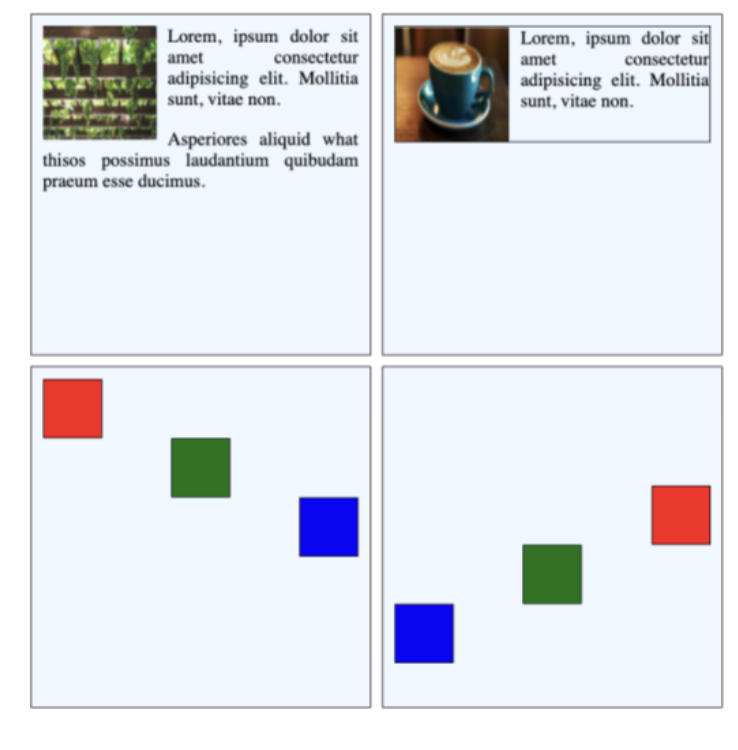 Lorem, ipsum dolor sit
amet consectetur
adipisicing elit. Mollitia
sunt, vitae non.
Asperiores aliquid what
thisos possimus laudantium quibudam
praeum esse ducimus.
Lorem, ipsum dolor sit
amet consectetur
adipisicing elit. Mollitia
sunt, vitae non.